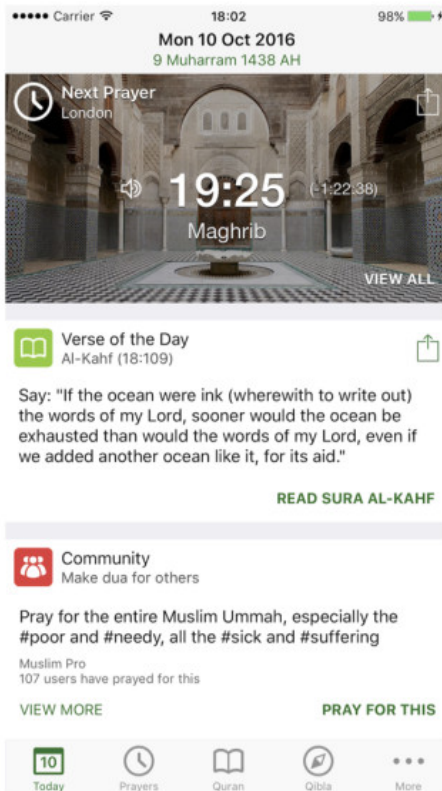 Carrier 18:02 98%
Mon 10 Oct 2016
9 Muharram 1438 AH
Next Prayer
London
19:25 (-1:22:38)
Maghrib
VIEW ALL
Verse of the Day
Al-Kahf (18:109)
Say: "If the ocean were ink (wherewith to write out)
the words of my Lord, sooner would the ocean be
exhausted than would the words of my Lord, even if
we added another ocean like it, for its aid."
READ SURA AL-KAHF
Community
Make dua for others
Pray for the entire Muslim Ummah, especially the
#poor and #needy, all the #sick and #suffering
Muslim Pro
107 users have prayed for this
VIEW MORE PRAY FOR THIS
10
Today Prayers Quran Qibla More